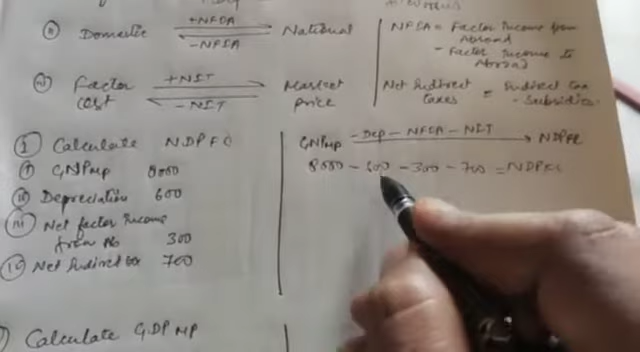 ii) Domestic +NFIA −NFIA National
NFIA = Factor Income from
Abroad
− Factor Income to
Abroad
iii) Factor cost +NIT −NIT Market price
Net Indirect taxes = Indirect tax
− Subsidies
① Calculate NDPFC
i) GNPMP 8000
ii) Depreciation 600
iii) Net factor income
from 300
iv) Net Indirect tax 700
GNPMP − Dep − NFIA − NIT → NDPFC
8000 − 600 − 300 − 700 = NDPFC
Calculate GDPMP